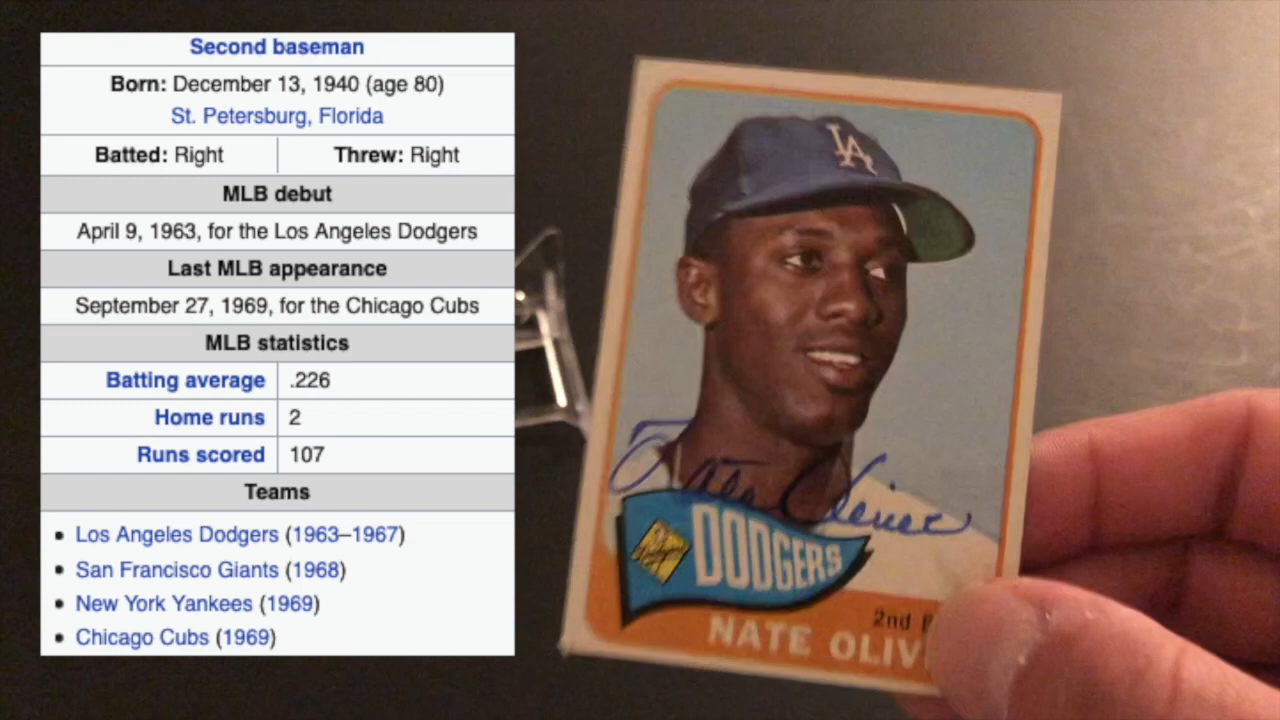 Second baseman
Born: December 13, 1940 (age 80)
St. Petersburg, Florida
Batted: Right Threw: Right
MLB debut
April 9, 1963, for the Los Angeles Dodgers
Last MLB appearance
September 27, 1969, for the Chicago Cubs
MLB statistics
Batting average .226
Home runs 2
Runs scored 107
Teams
• Los Angeles Dodgers (1963–1967)
• San Francisco Giants (1968)
• New York Yankees (1969)
• Chicago Cubs (1969)
LA
Nate Oliver
Dodgers
DODGERS
2nd
NATE OLIV